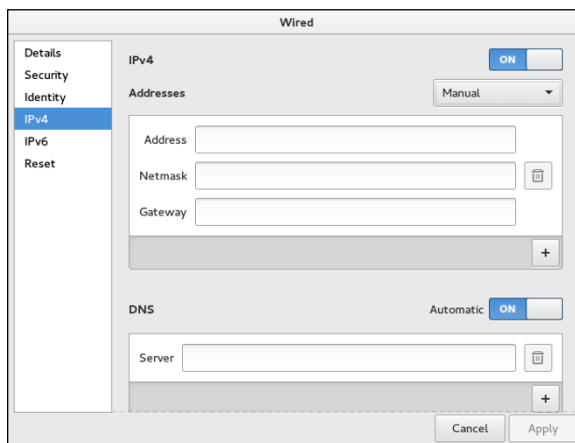 Wired
Details
Security
Identity
IPv4
IPv6
Reset
IPv4 ON
Addresses Manual
Address
Netmask
Gateway
+
DNS Automatic ON
Server
+
Cancel Apply